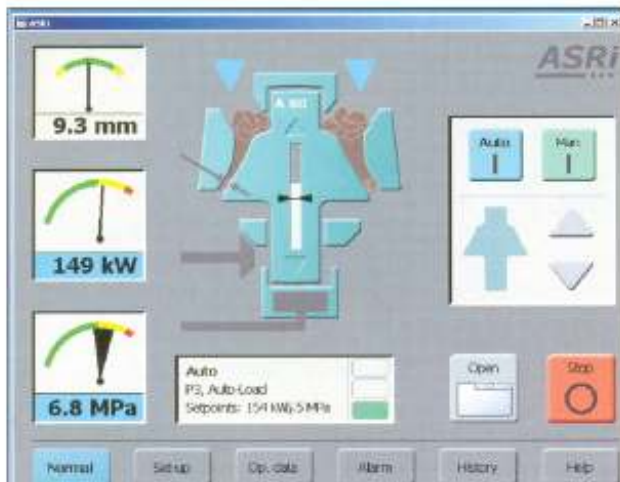 ASRi
ASRi
9.3 mm
Auto
Man
149 kW
6.8 MPa
Auto
P3, Auto-Load
Setpoints: 154 kW,
MPa
Open
Stop
Normal
Set-up
Op. data
Alarm
History
Help